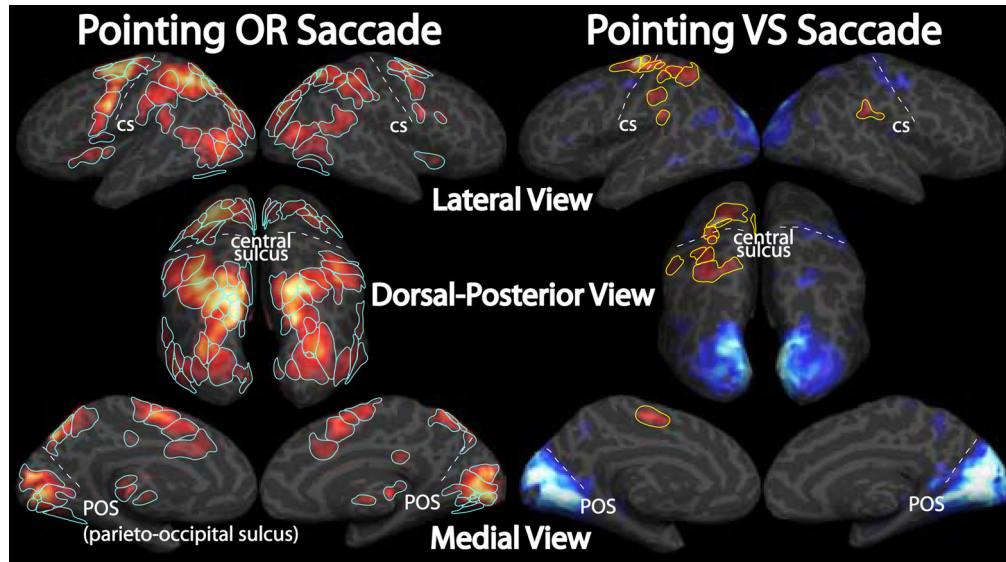 Pointing OR Saccade
Pointing VS Saccade
cs
cs
cs
cs
Lateral View
central
sulcus
central
sulcus
Dorsal-Posterior View
POS
(parieto-occipital sulcus)
POS
POS
POS
Medial View